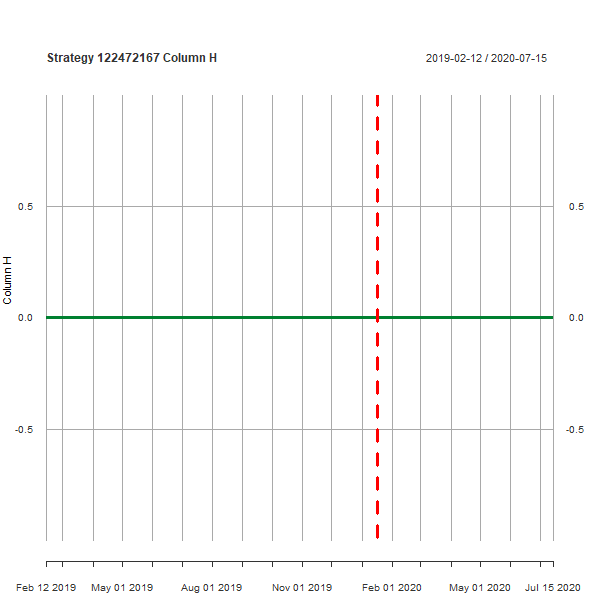 Strategy 122472167 Column H
2019-02-12 / 2020-07-15
0.5
0.5
Column H
0.0
0.0
-0.5
-0.5
Feb 12 2019
May 01 2019
Aug 01 2019
Nov 01 2019
Feb 01 2020
May 01 2020
Jul 15 2020